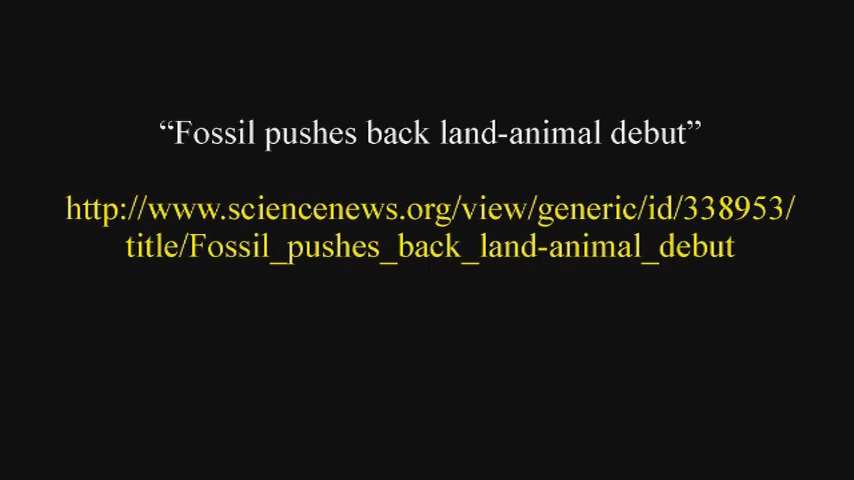 “Fossil pushes back land-animal debut”
http://www.sciencenews.org/view/generic/id/338953/
title/Fossil_pushes_back_land-animal_debut